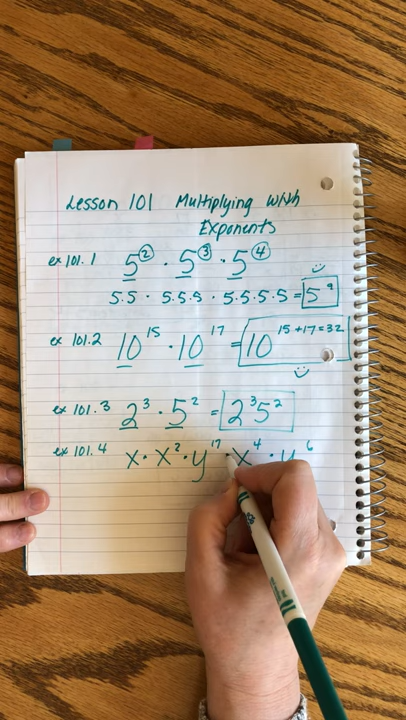 Lesson 101 Multiplying with
Exponents
ex 101.1 5² · 5³ · 5⁴
5·5 · 5·5·5 · 5·5·5·5 = 5⁹
ex 101.2 10¹⁵ · 10¹⁷ = 10¹⁵⁺¹⁷⁼³²
ex 101.3 2³ · 5² = 2³5²
ex 101.4 x · x² · y¹⁷ · x⁴ · y⁶